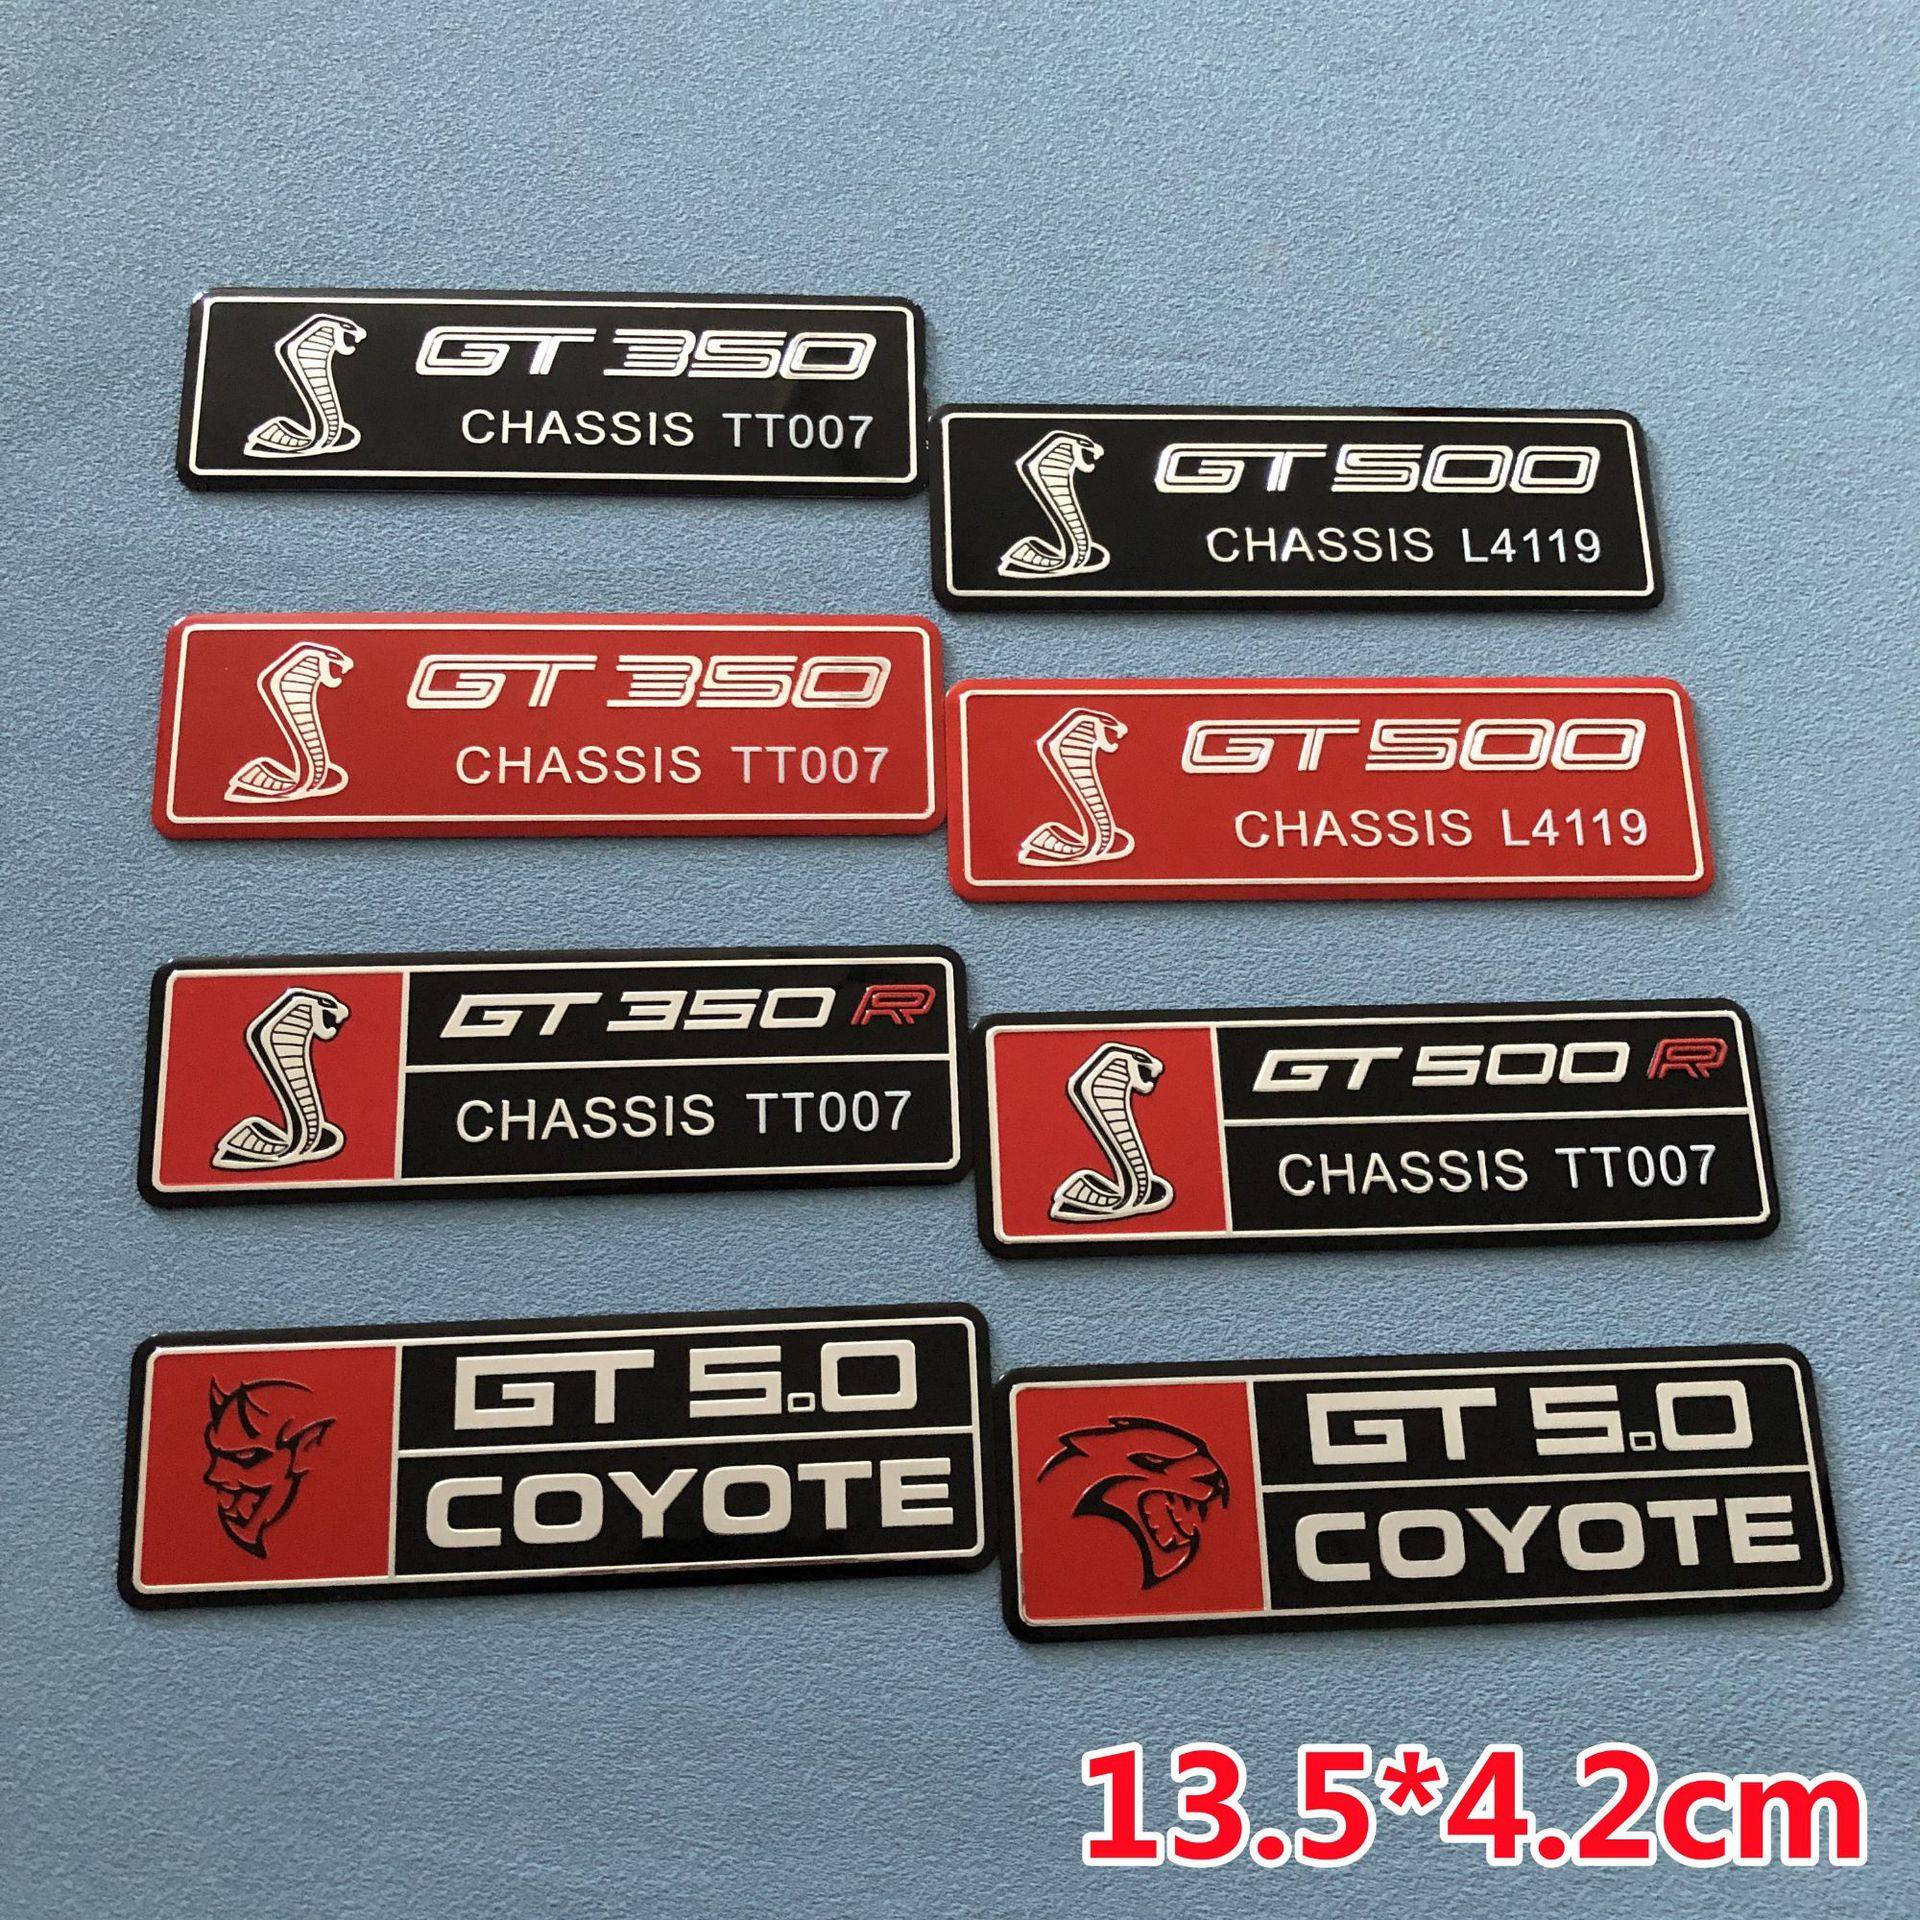 GT 350
CHASSIS TT007
GT 500
CHASSIS L4119
GT 350
CHASSIS TT007
GT 500
CHASSIS L4119
GT 350 R
CHASSIS TT007
GT 500 R
CHASSIS TT007
GT 5.0
COYOTE
GT 5.0
COYOTE
13.5*4.2cm